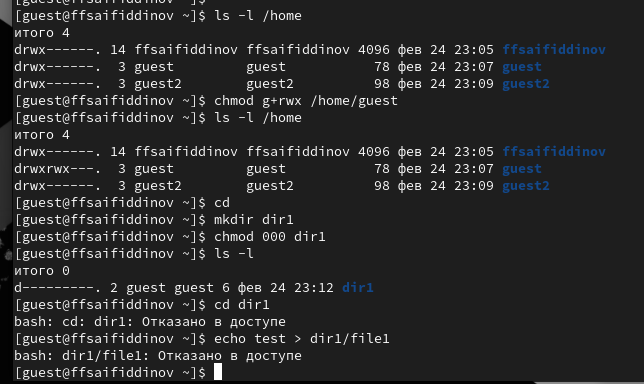 [guest@ffsaifiddinov ~]$ ls -l /home
итого 4
drwx------. 14 ffsaifiddinov ffsaifiddinov 4096 фев 24 23:05 ffsaifiddinov
drwx------.  3 guest         guest           78 фев 24 23:07 guest
drwx------.  3 guest2        guest2          98 фев 24 23:09 guest2
[guest@ffsaifiddinov ~]$ chmod g+rwx /home/guest
[guest@ffsaifiddinov ~]$ ls -l /home
итого 4
drwx------. 14 ffsaifiddinov ffsaifiddinov 4096 фев 24 23:05 ffsaifiddinov
drwxrwx---.  3 guest         guest           78 фев 24 23:07 guest
drwx------.  3 guest2        guest2          98 фев 24 23:09 guest2
[guest@ffsaifiddinov ~]$ cd
[guest@ffsaifiddinov ~]$ mkdir dir1
[guest@ffsaifiddinov ~]$ chmod 000 dir1
[guest@ffsaifiddinov ~]$ ls -l
итого 0
d---------. 2 guest guest 6 фев 24 23:12 dir1
[guest@ffsaifiddinov ~]$ cd dir1
bash: cd: dir1: Отказано в доступе
[guest@ffsaifiddinov ~]$ echo test > dir1/file1
bash: dir1/file1: Отказано в доступе
[guest@ffsaifiddinov ~]$